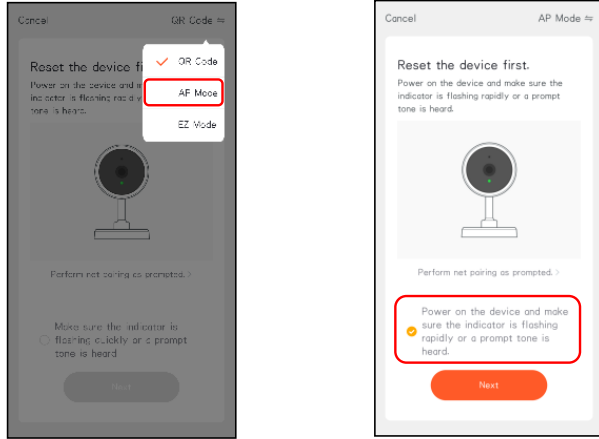 Cancel
QR Code
QR Code
AP Mode
EZ Mode
Reset the device
Power on the device and
indicator is flashing
tone is heard.
Perform net pairing as prompted. >
Make sure the indicator is
flashing quickly or a prompt
tone is heard
Next
Cancel
AP Mode
Reset the device first.
Power on the device and make sure the
indicator is flashing rapidly or a prompt
tone is heard.
Perform net pairing as prompted. >
Power on the device and make
sure the indicator is flashing
rapidly or a prompt tone is
heard.
Next